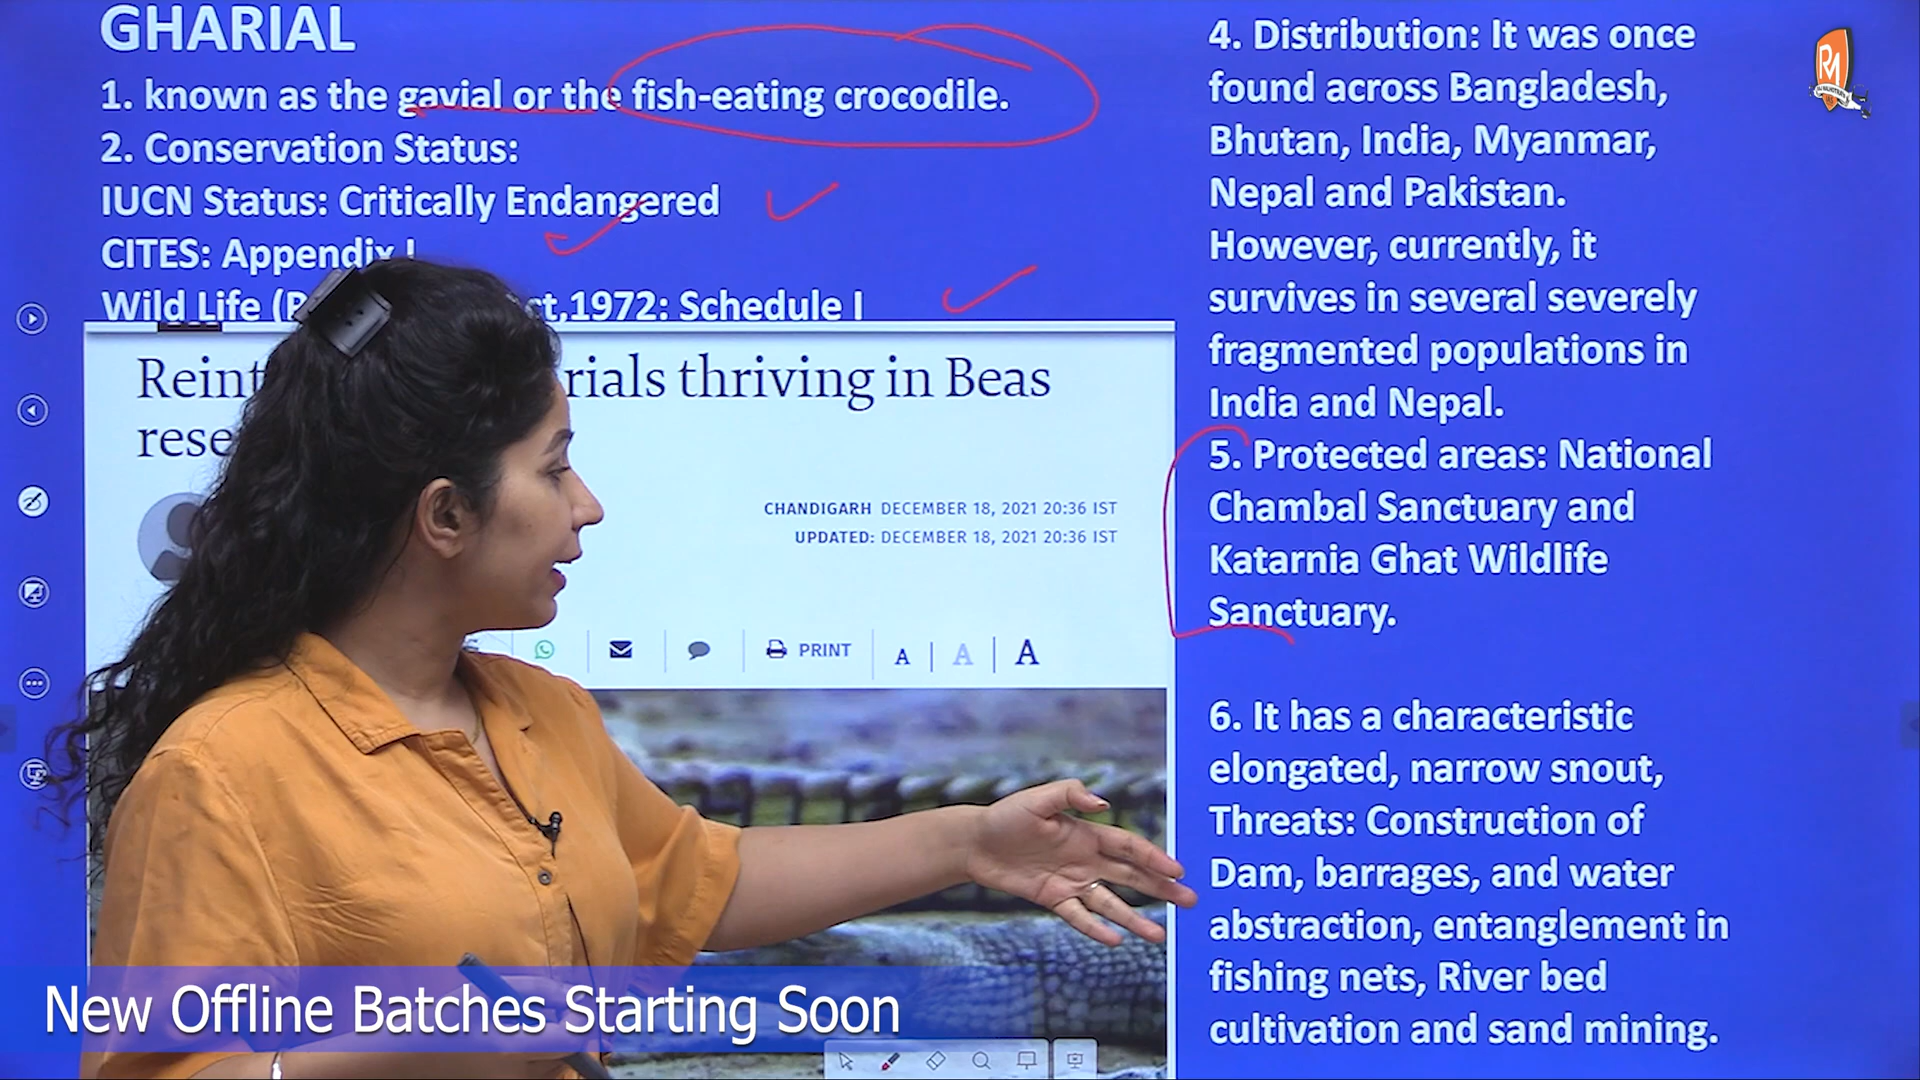 GHARIAL
1. known as the gavial or the fish-eating crocodile.
2. Conservation Status:
IUCN Status: Critically Endangered
CITES: Appendix I
Wild Life ( ct,1972: Schedule I
Reint rials thriving in Beas
rese
CHANDIGARH DECEMBER 18, 2021 20:36 IST
UPDATED: DECEMBER 18, 2021 20:36 IST
PRINT A A A
4. Distribution: It was once
found across Bangladesh,
Bhutan, India, Myanmar,
Nepal and Pakistan.
However, currently, it
survives in several severely
fragmented populations in
India and Nepal.
5. Protected areas: National
Chambal Sanctuary and
Katarnia Ghat Wildlife
Sanctuary.
6. It has a characteristic
elongated, narrow snout,
Threats: Construction of
Dam, barrages, and water
abstraction, entanglement in
fishing nets, River bed
cultivation and sand mining.
RM
New Offline Batches Starting Soon